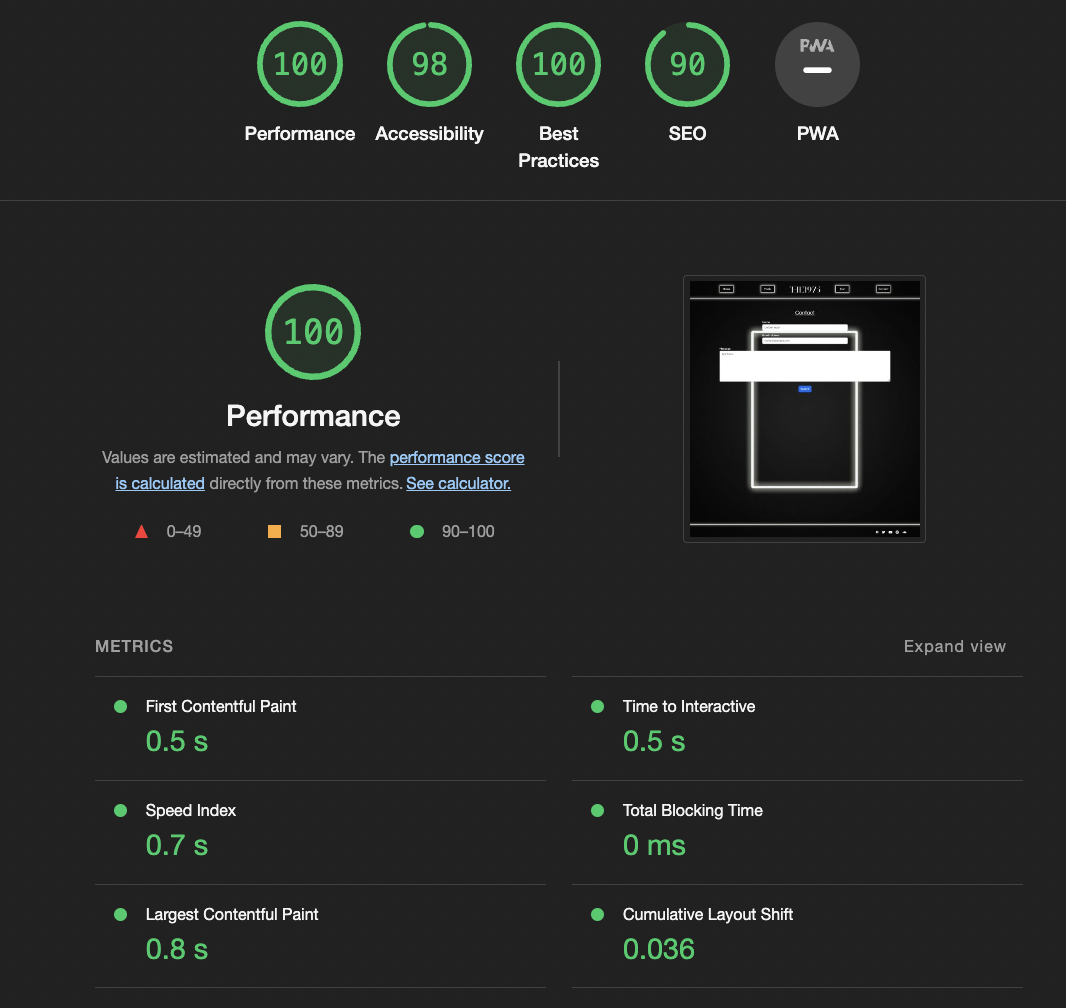 100
98
100
90
PWA
Performance
Accessibility
Best
Practices
SEO
PWA
100
Performance
Values are estimated and may vary. The performance score
is calculated directly from these metrics. See calculator.
0–49
50–89
90–100
Contact
METRICS
Expand view
First Contentful Paint
0.5 s
Time to Interactive
0.5 s
Speed Index
0.7 s
Total Blocking Time
0 ms
Largest Contentful Paint
0.8 s
Cumulative Layout Shift
0.036